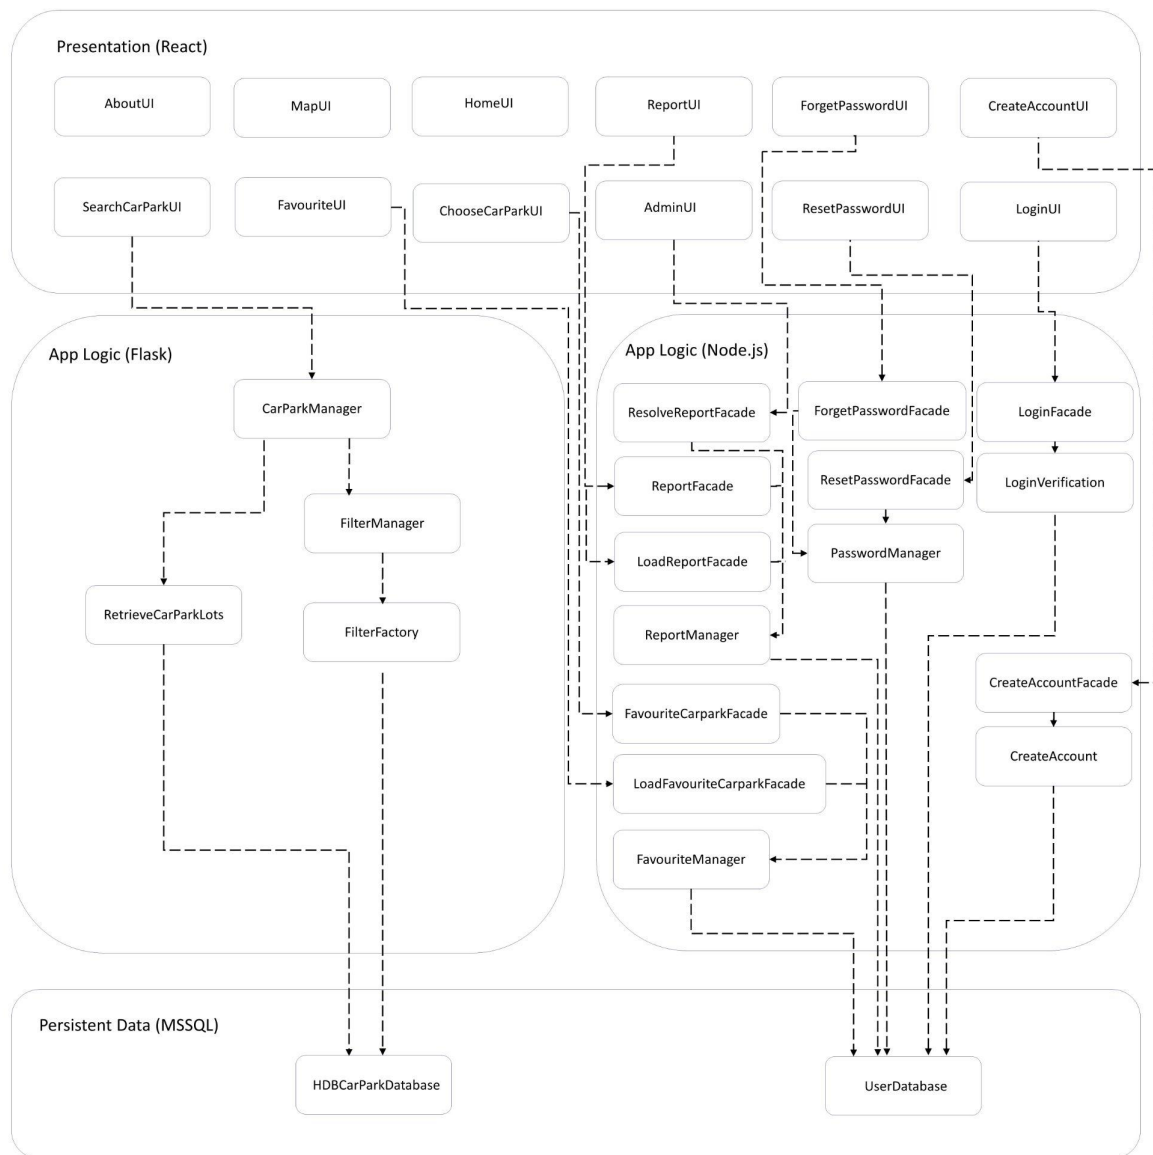 Presentation (React)
AboutUI
MapUI
HomeUI
ReportUI
ForgetPasswordUI
CreateAccountUI
SearchCarParkUI
FavouriteUI
ChooseCarParkUI
AdminUI
ResetPasswordUI
LoginUI
App Logic (Flask)
CarParkManager
FilterManager
RetrieveCarParkLots
FilterFactory
App Logic (Node.js)
ResolveReportFacade
ForgetPasswordFacade
LoginFacade
ReportFacade
ResetPasswordFacade
LoginVerification
LoadReportFacade
PasswordManager
ReportManager
CreateAccountFacade
FavouriteCarparkFacade
CreateAccount
LoadFavouriteCarparkFacade
FavouriteManager
Persistent Data (MSSQL)
HDBCarParkDatabase
UserDatabase